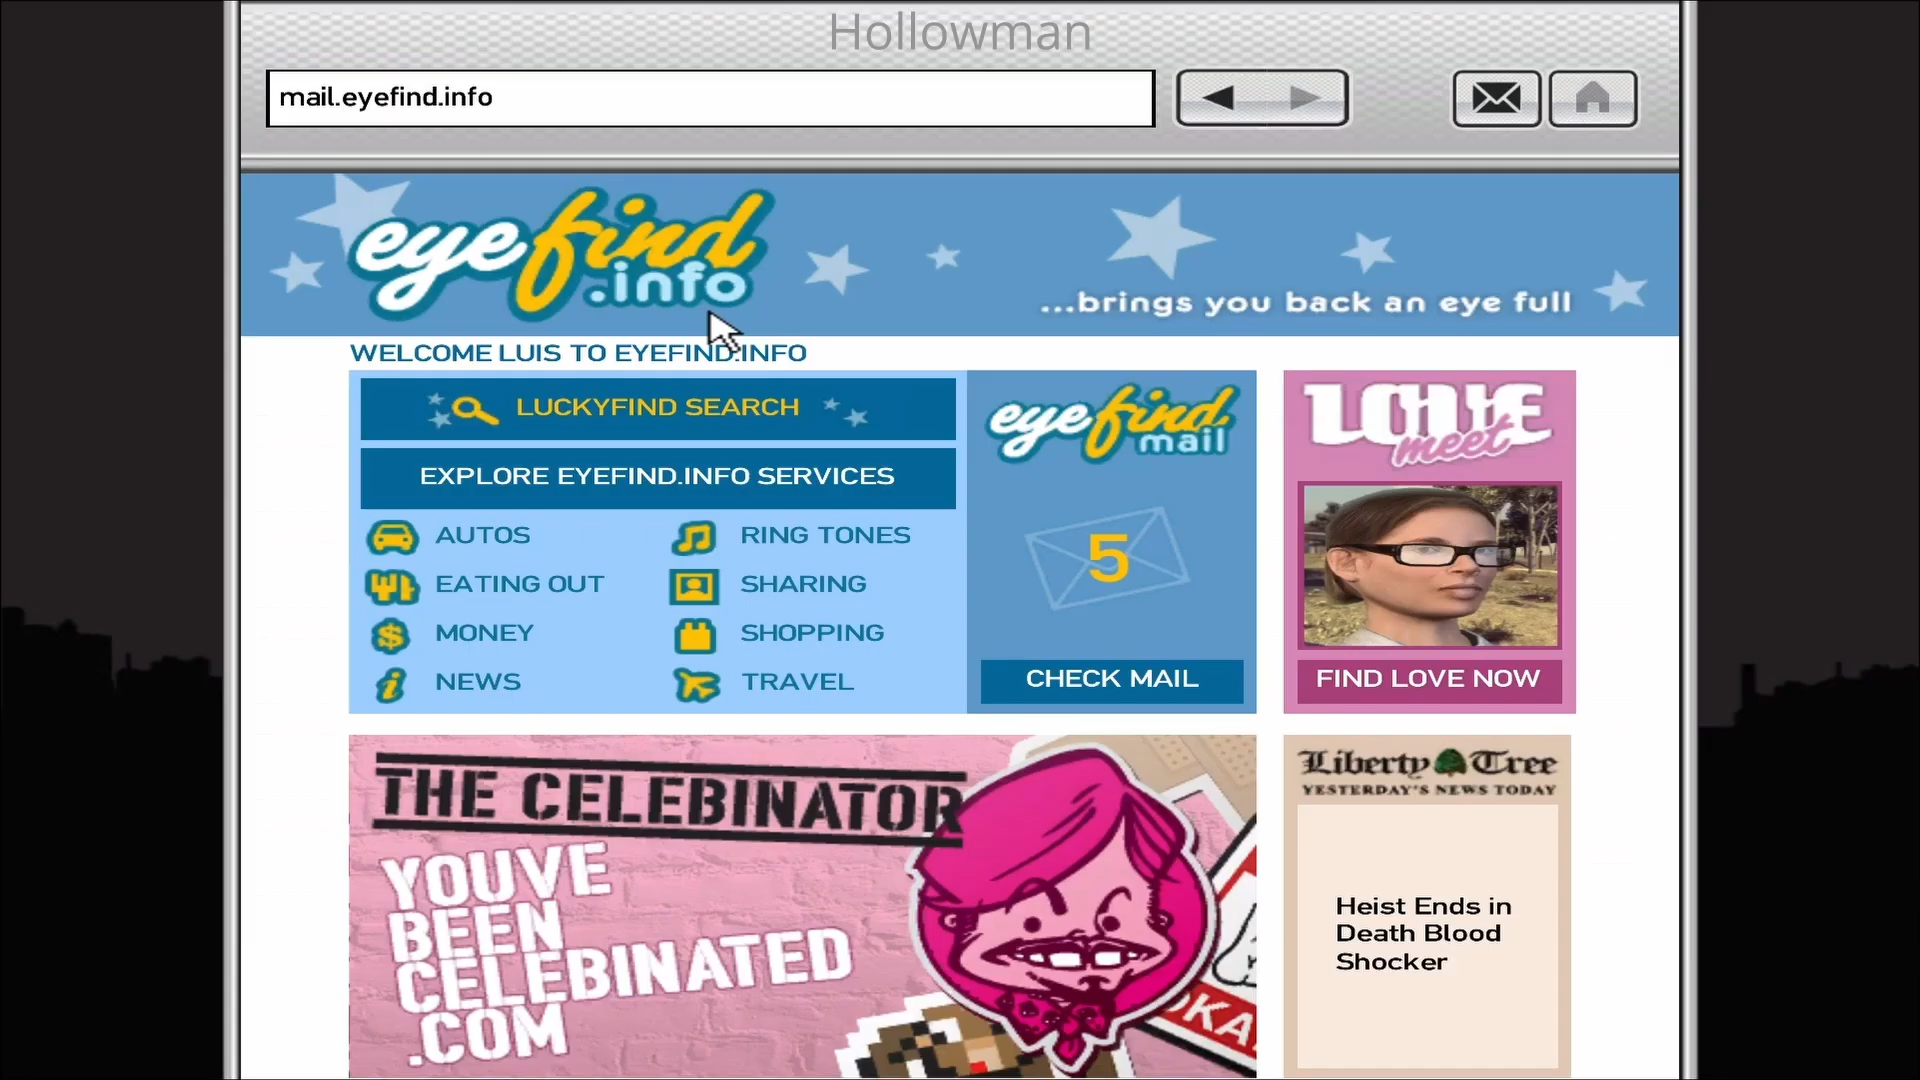 Hollowman
mail.eyefind.info
eyefind
.info
...brings you back an eye full
WELCOME LUIS TO EYEFIND.INFO
LUCKYFIND SEARCH
EXPLORE EYEFIND.INFO SERVICES
AUTOS
RING TONES
EATING OUT
SHARING
MONEY
SHOPPING
NEWS
TRAVEL
eyefind
mail
5
CHECK MAIL
LOVE
meet
FIND LOVE NOW
THE CELEBINATOR
YOUVE
BEEN
CELEBINATED
.COM
Liberty Tree
YESTERDAY'S NEWS TODAY
Heist Ends in
Death Blood
Shocker